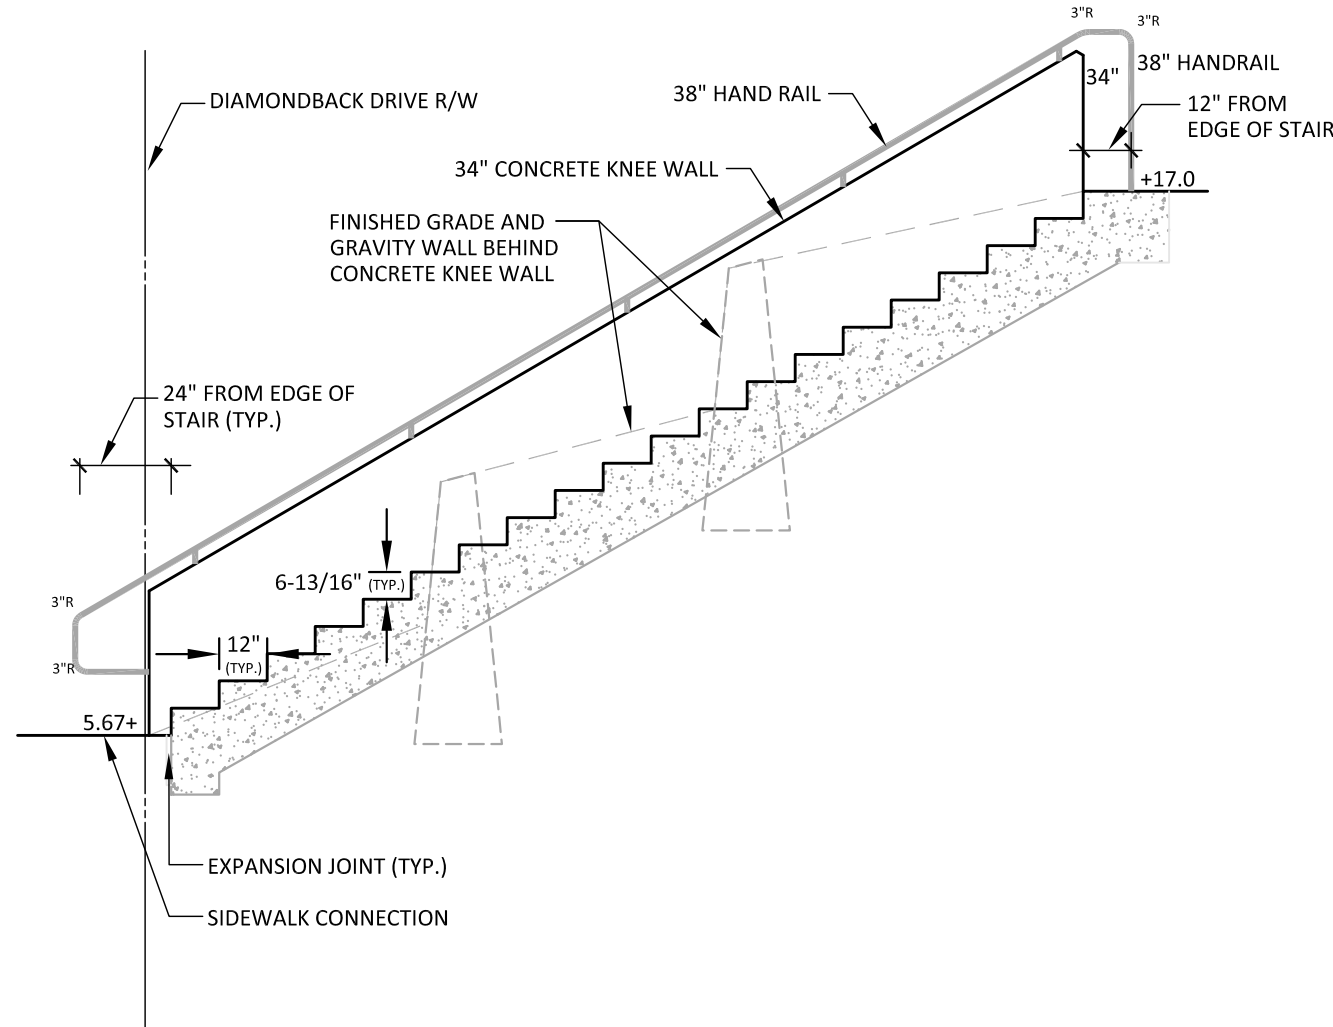 3"R
3"R
38" HANDRAIL
34"
12" FROM
EDGE OF STAIR
DIAMONDBACK DRIVE R/W
38" HAND RAIL
34" CONCRETE KNEE WALL
+17.0
FINISHED GRADE AND
GRAVITY WALL BEHIND
CONCRETE KNEE WALL
24" FROM EDGE OF
STAIR (TYP.)
6-13/16" (TYP.)
3"R
12"
(TYP.)
3"R
5.67+
EXPANSION JOINT (TYP.)
SIDEWALK CONNECTION